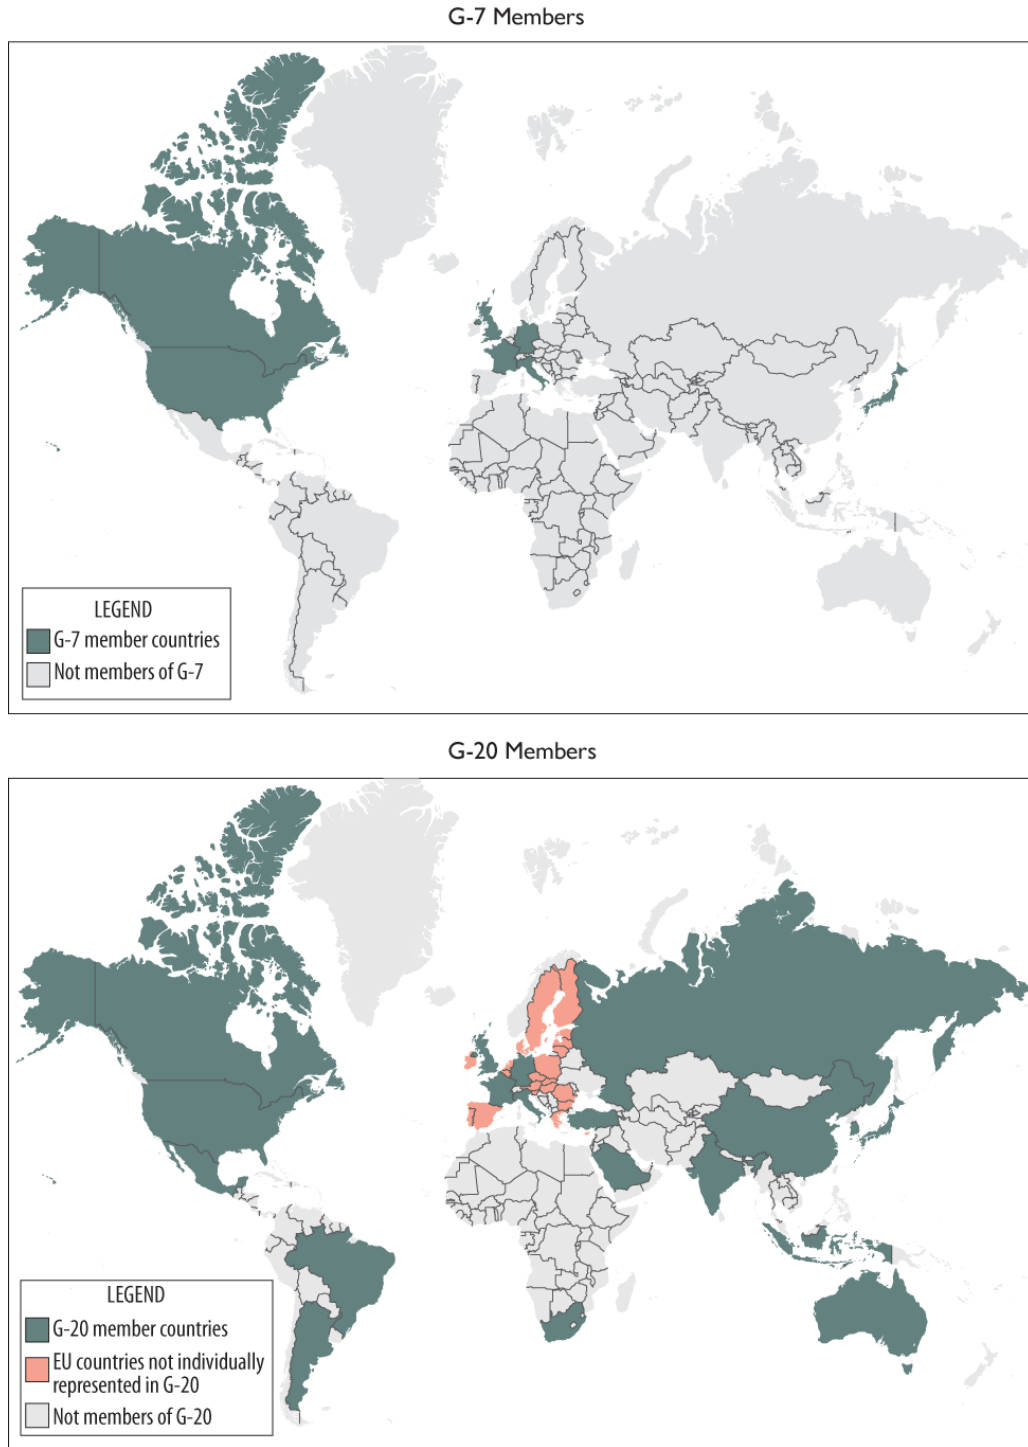 G-7 Members
LEGEND
G-7 member countries
Not members of G-7
G-20 Members
LEGEND
G-20 member countries
EU countries not individually
represented in G-20
Not members of G-20